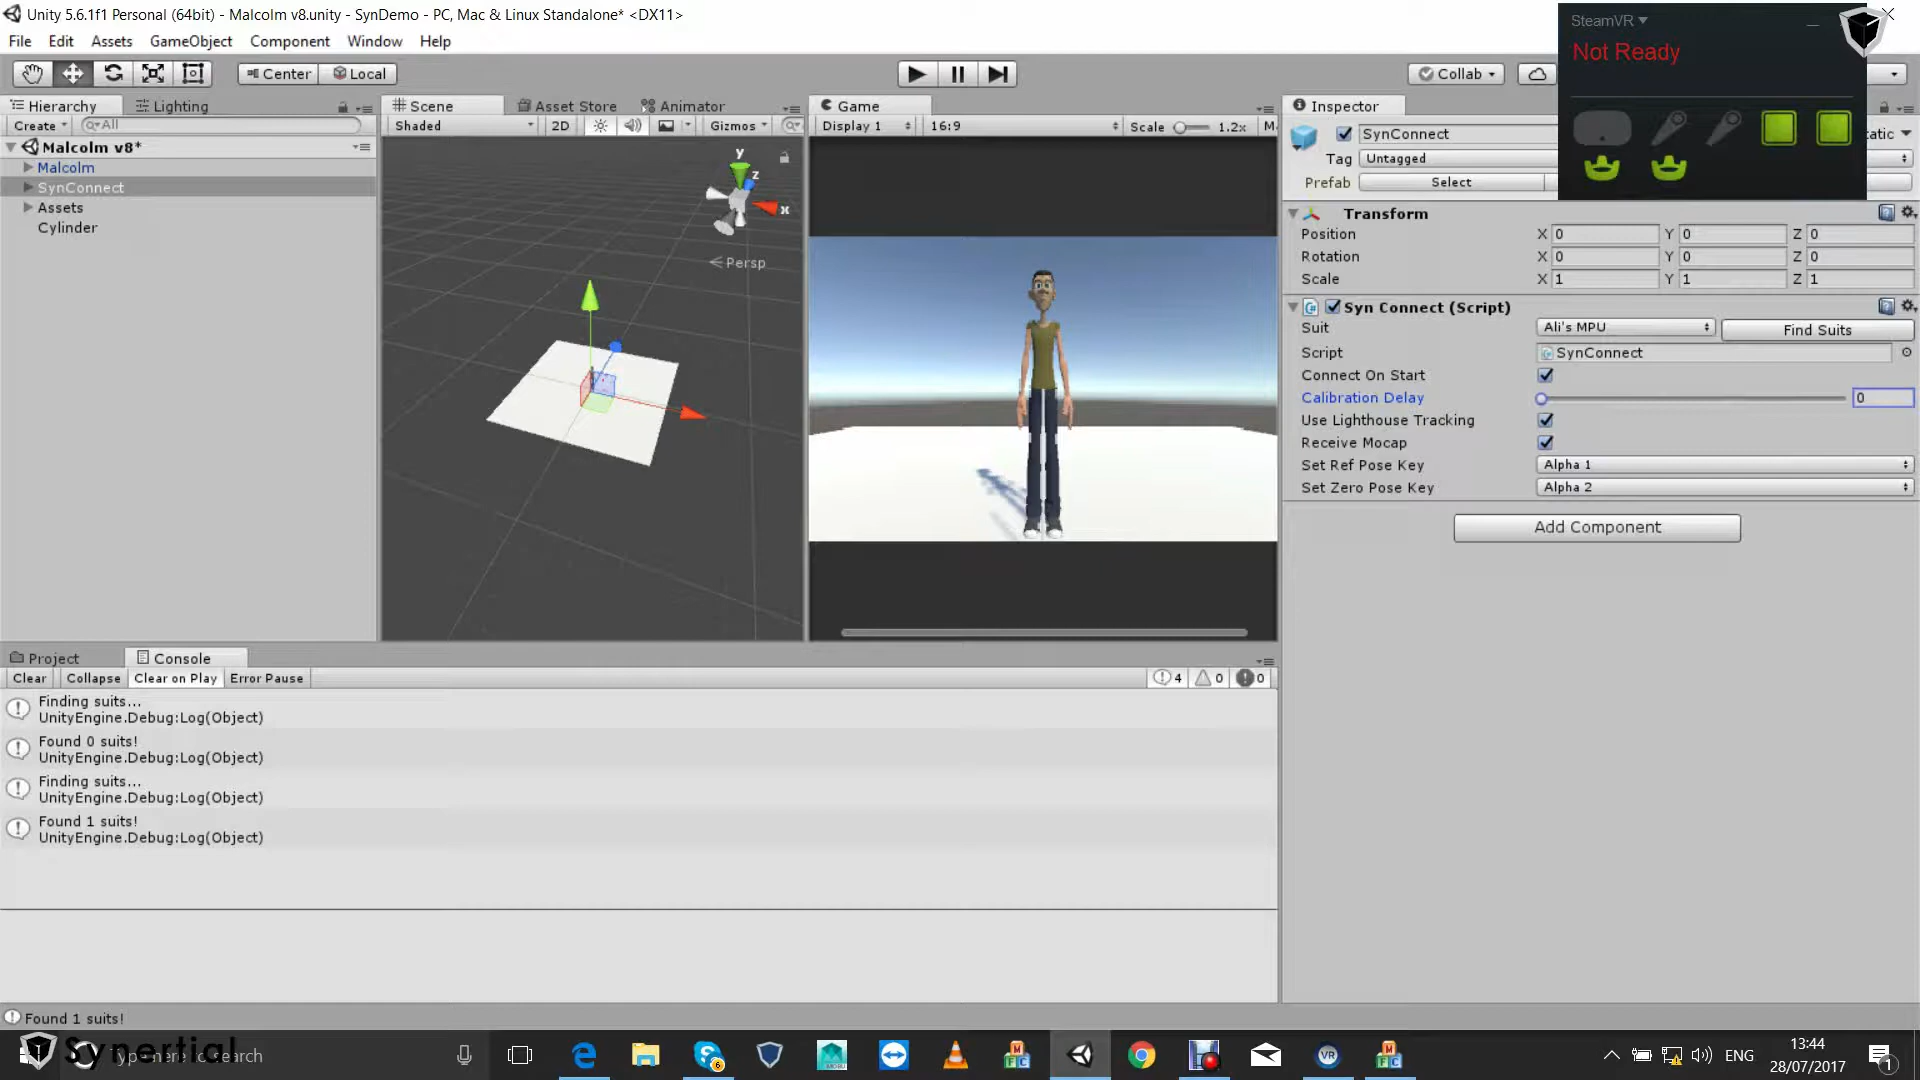 Unity 5.6.1f1 Personal (64bit) - Malcolm v8.unity - SynDemo - PC, Mac & Linux Standalone* <DX11>
File Edit Assets GameObject Component Window Help
Center Local
Collab
SteamVR
Not Ready
Hierarchy Lighting
Create All
Malcolm v8*
Malcolm
SynConnect
Assets
Cylinder
Scene Asset Store Animator
Shaded 2D Gizmos
y
z
x
Persp
Game
Display 1 16:9 Scale 1.2x M
Inspector
SynConnect tatic
Tag Untagged
Prefab Select
Transform
Position X 0 Y 0 Z 0
Rotation X 0 Y 0 Z 0
Scale X 1 Y 1 Z 1
Syn Connect (Script)
Suit Ali's MPU Find Suits
Script SynConnect
Connect On Start
Calibration Delay 0
Use Lighthouse Tracking
Receive Mocap
Set Ref Pose Key Alpha 1
Set Zero Pose Key Alpha 2
Add Component
Project Console
Clear Collapse Clear on Play Error Pause 4 0 0
Finding suits...
UnityEngine.Debug:Log(Object)
Found 0 suits!
UnityEngine.Debug:Log(Object)
Finding suits...
UnityEngine.Debug:Log(Object)
Found 1 suits!
UnityEngine.Debug:Log(Object)
Found 1 suits!
Synertial
Type here to search
ENG
13:44
28/07/2017
1